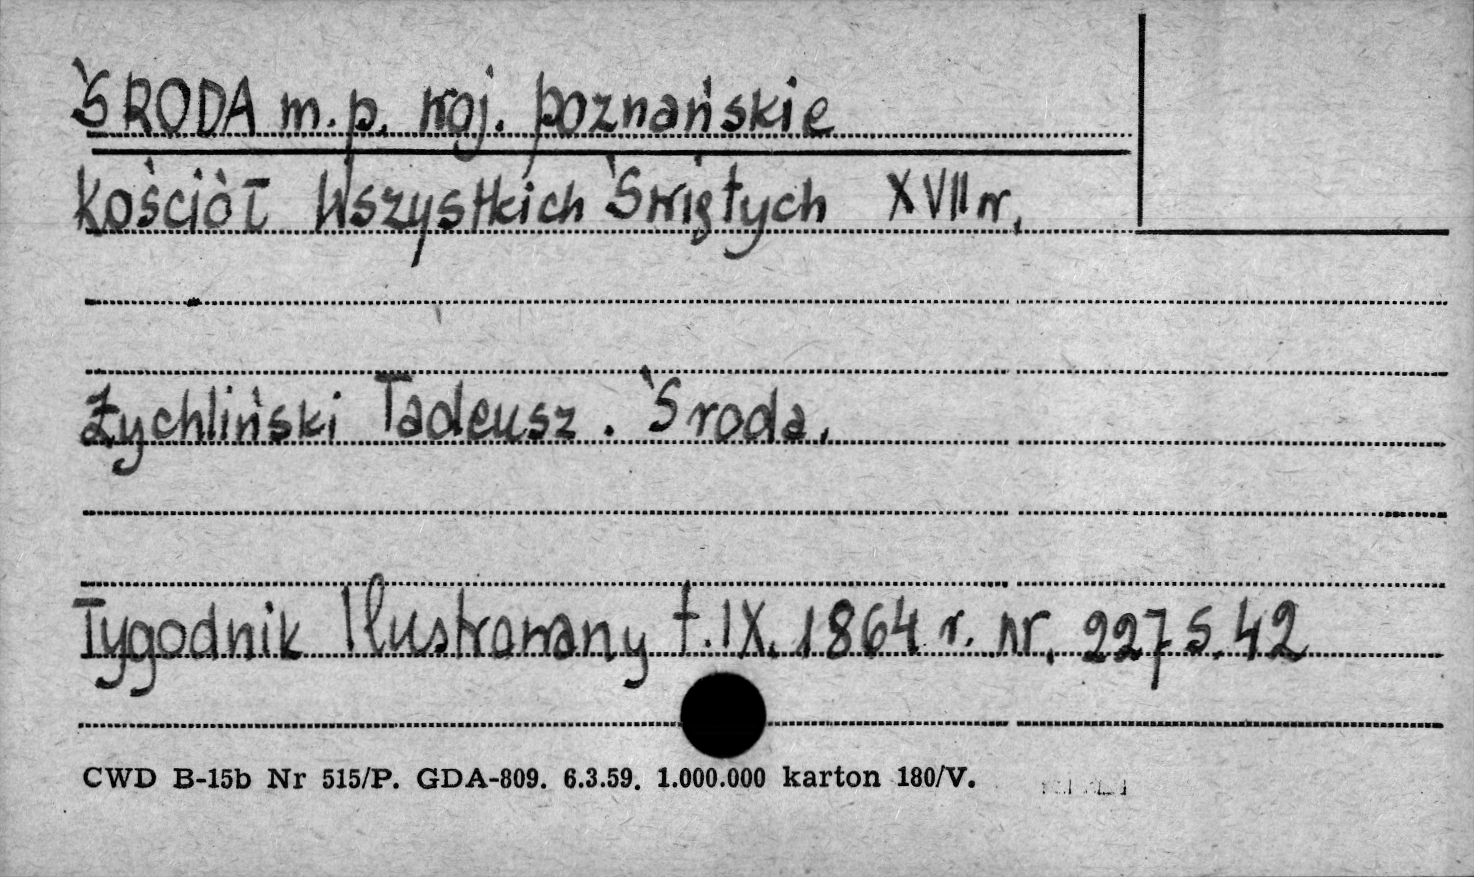 ŚRODA m.p. woj. poznańskie
Kościół Wszystkich Świętych XVII w.
Żychliński Tadeusz. Środa.
Tygodnik Ilustrowany t.IX. 1864 r. nr. 227 s. 42
CWD B-15b Nr 515/P. GDA-809. 6.3.59. 1.000.000 karton 180/V.